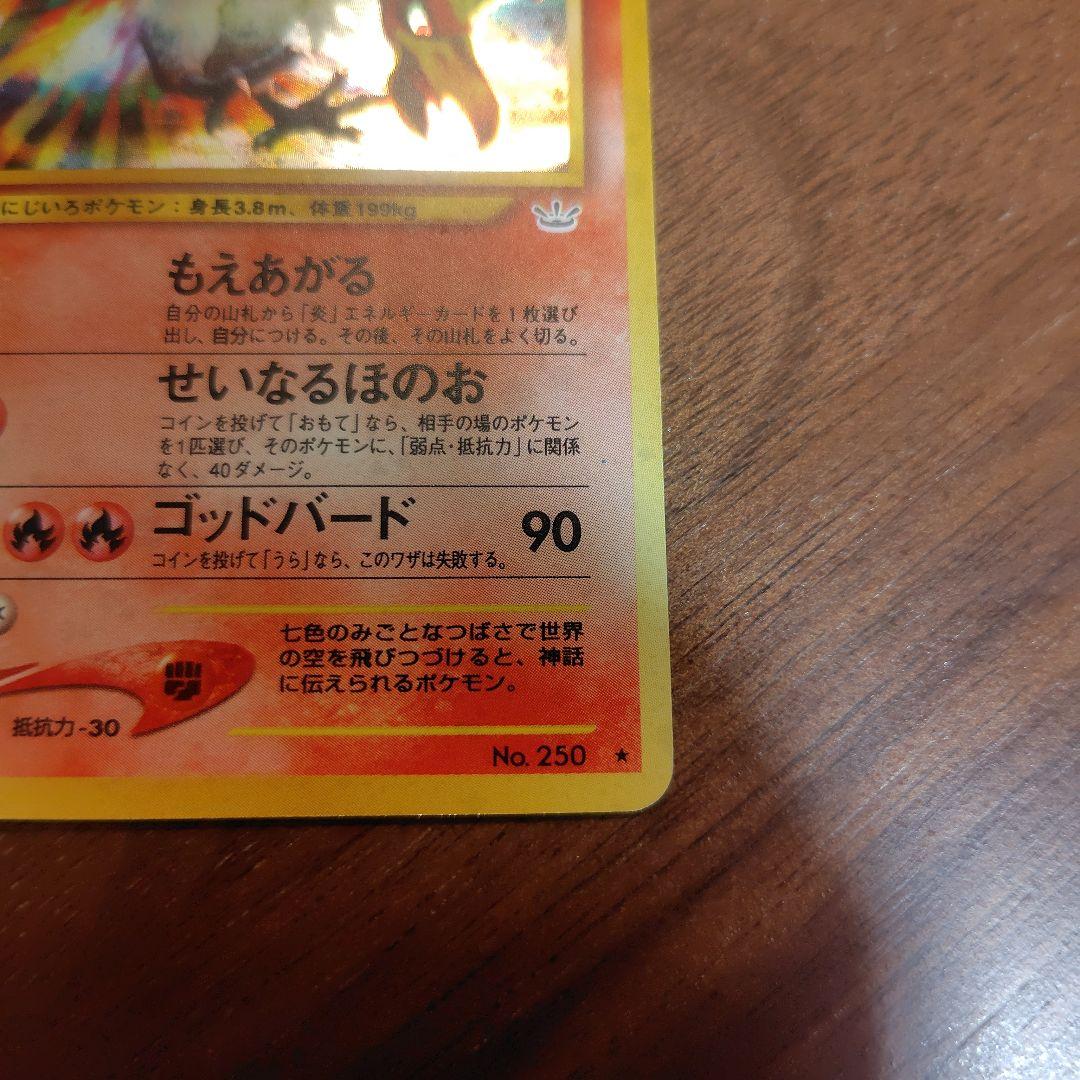 にじいろポケモン：身長3.8m、体重199kg
もえあがる
自分の山札から「炎」エネルギーカードを1枚選び
出し、自分につける。その後、その山札をよく切る。
せいなるほのお
コインを投げて「おもて」なら、相手の場のポケモン
を1匹選び、そのポケモンに、「弱点・抵抗力」に関係
なく、40ダメージ。
ゴッドバード 90
コインを投げて「うら」なら、このワザは失敗する。
七色のみごとなつばさで世界
の空を飛びつづけると、神話
に伝えられるポケモン。
抵抗力-30
No. 250 ★